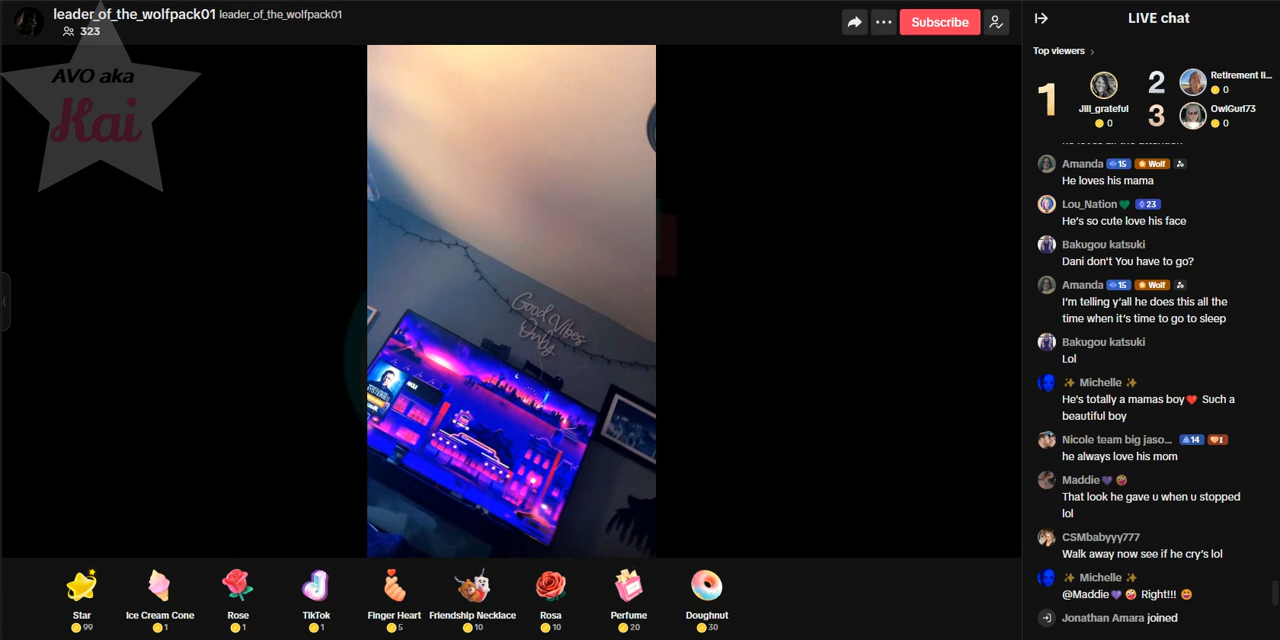 leader_of_the_wolfpack01 leader_of_the_wolfpack01
323
Subscribe
AVO aka
Kai
Good Vibes
Only
LIVE chat
Top viewers
1
Jill_grateful
0
2
Retirement li...
0
3
OwlGurl73
0
Amanda 15 Wolf
He loves his mama
Lou_Nation💚 23
He's so cute love his face
Bakugou katsuki
Dani don't You have to go?
Amanda 15 Wolf
I'm telling y'all he does this all the
time when it's time to go to sleep
Bakugou katsuki
Lol
✨ Michelle ✨
He's totally a mamas boy❤️ Such a
beautiful boy
Nicole team big jaso... 14 I
he always love his mom
Maddie💜🥰
That look he gave u when u stopped
lol
CSMbabyyy777
Walk away now see if he cry's lol
✨ Michelle ✨
@Maddie💜🥰 Right!!! 🥰
Jonathan Amara joined
Star
99
Ice Cream Cone
1
Rose
1
TikTok
1
Finger Heart
5
Friendship Necklace
10
Rosa
10
Perfume
20
Doughnut
30